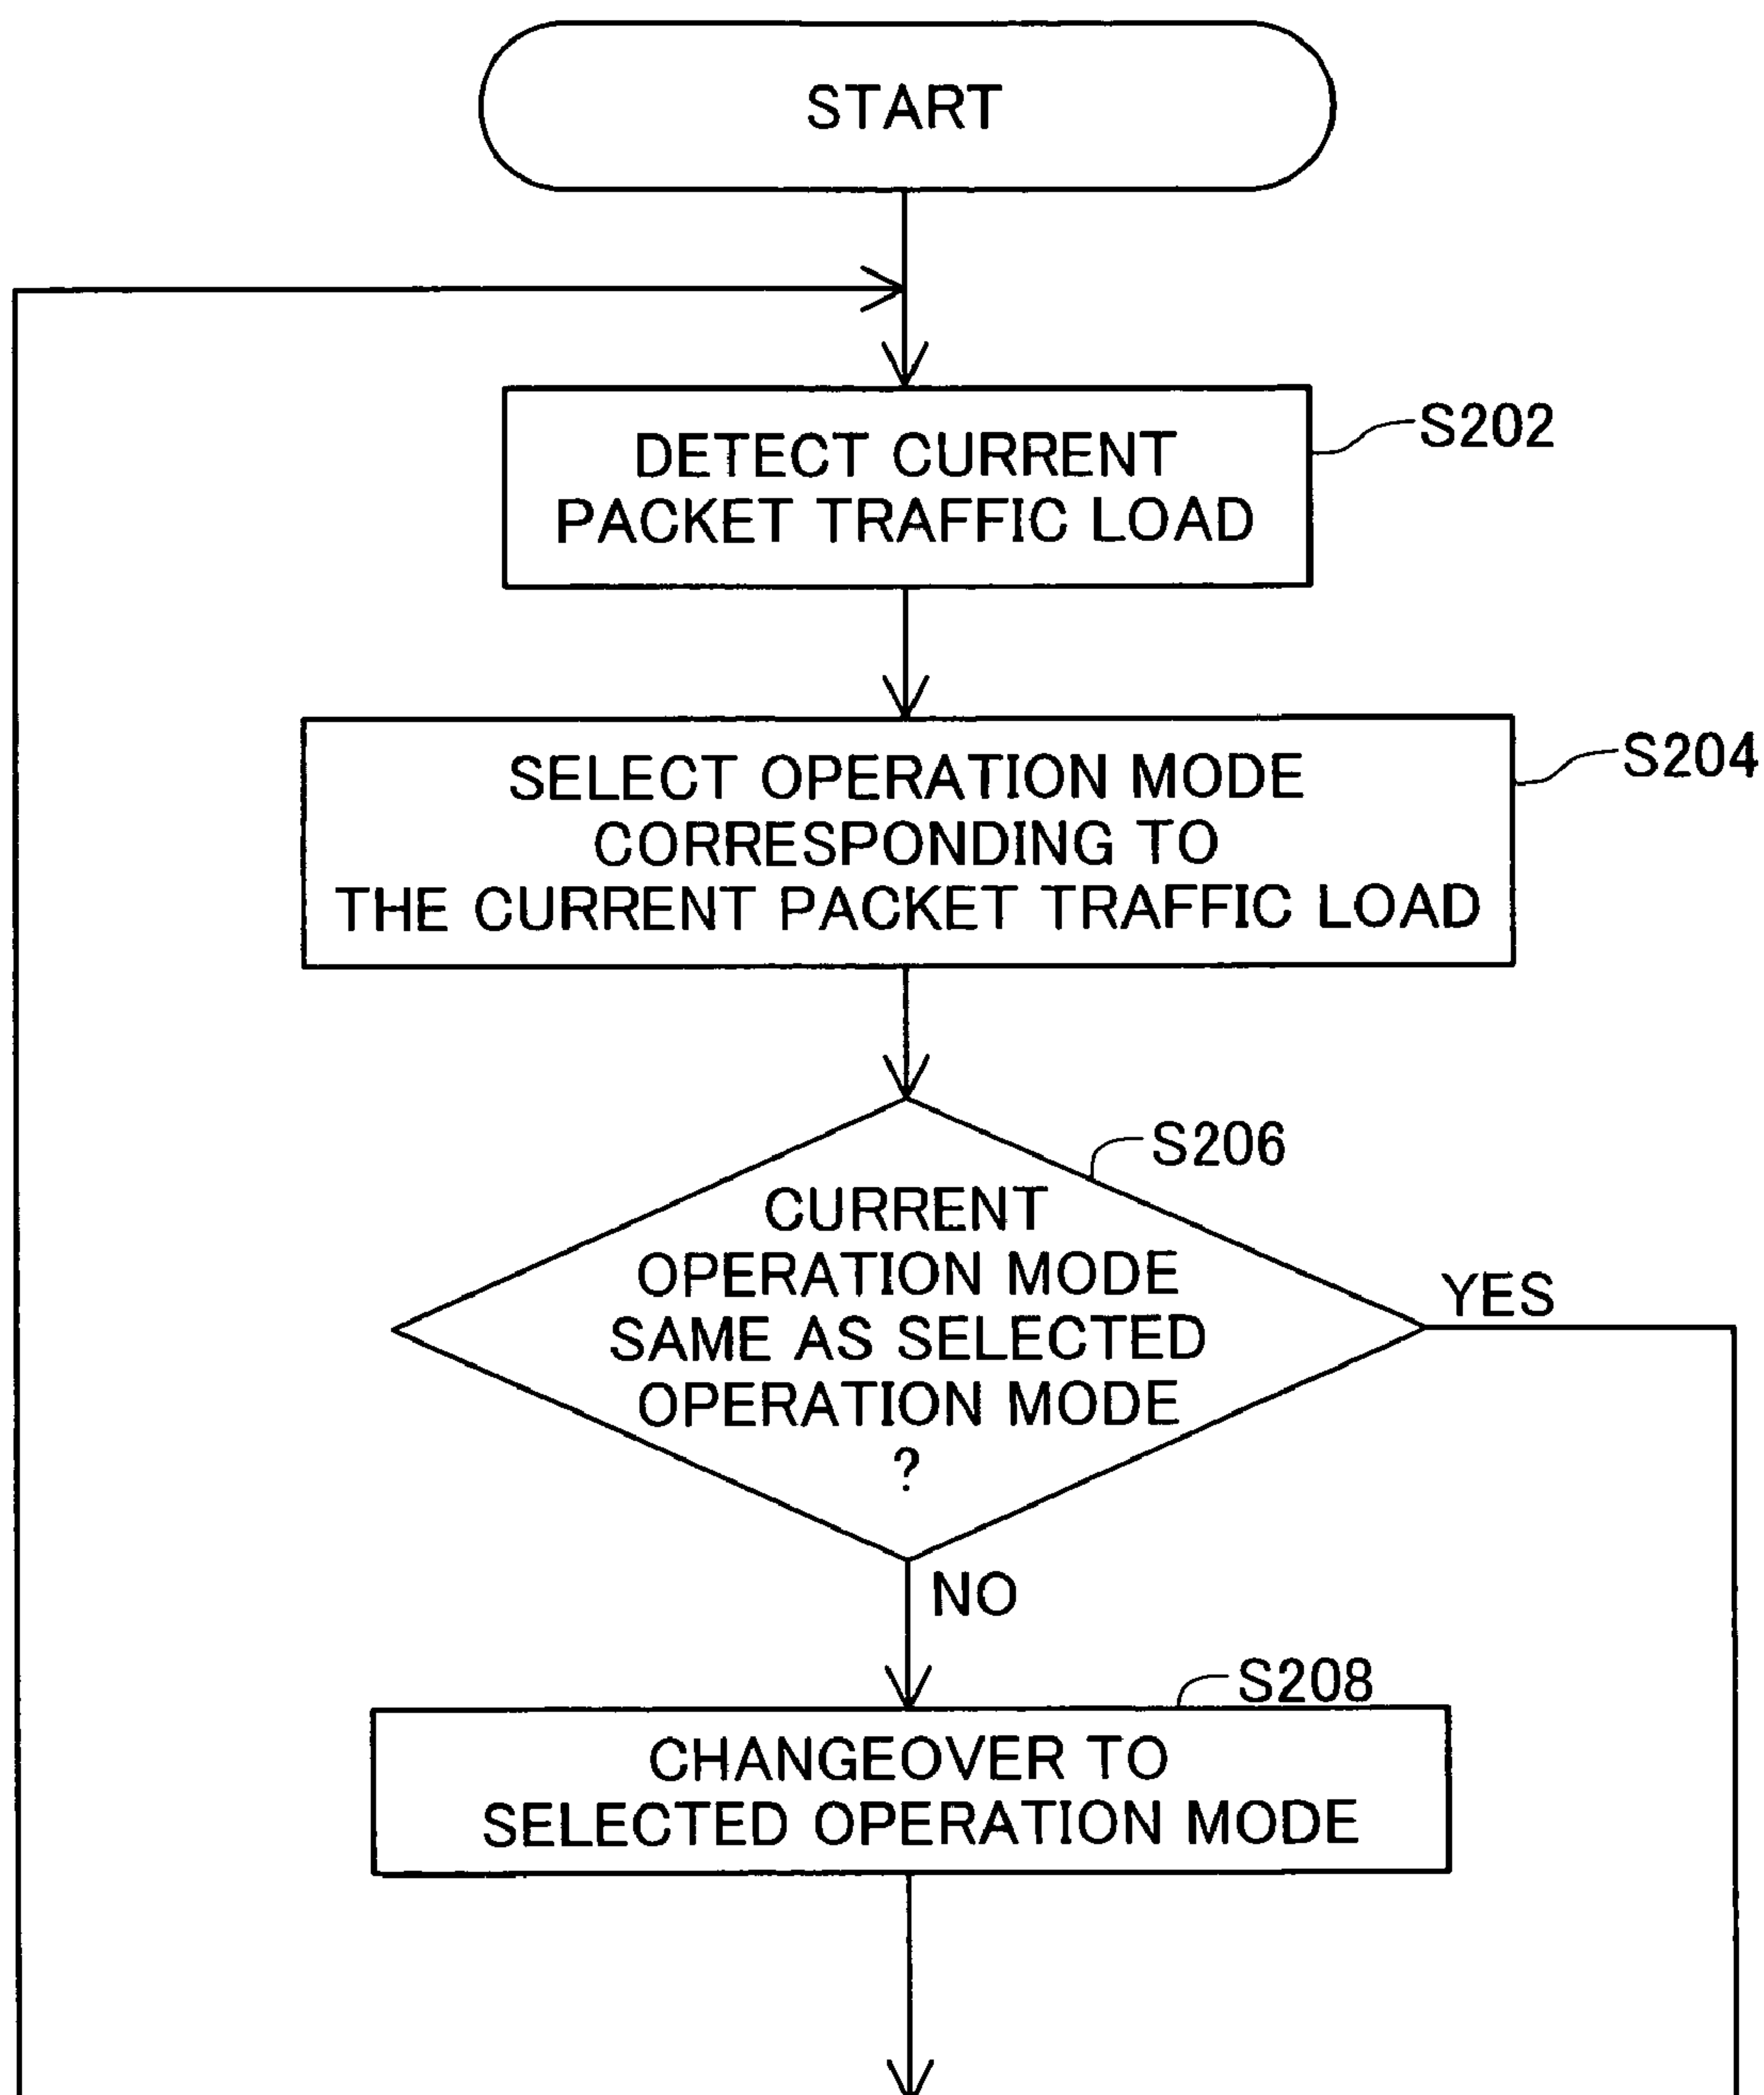 START
DETECT CURRENT
PACKET TRAFFIC LOAD
S202
SELECT OPERATION MODE
CORRESPONDING TO
THE CURRENT PACKET TRAFFIC LOAD
S204
S206
CURRENT
OPERATION MODE
SAME AS SELECTED
OPERATION MODE
?
YES
NO
S208
CHANGEOVER TO
SELECTED OPERATION MODE